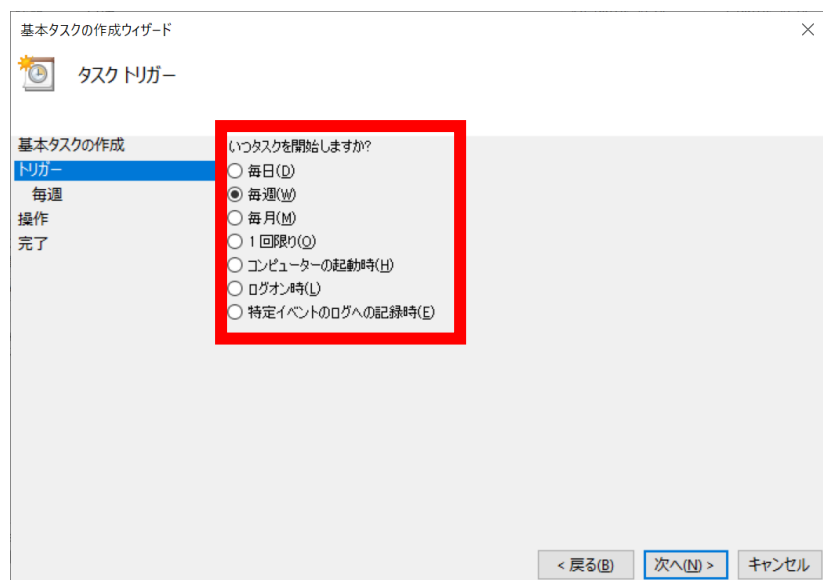 基本タスクの作成ウィザード
タスク トリガー
基本タスクの作成
トリガー
毎週
操作
完了
いつタスクを開始しますか?
毎日(D)
毎週(W)
毎月(M)
1 回限り(O)
コンピューターの起動時(H)
ログオン時(L)
特定イベントのログへの記録時(E)
< 戻る(B)
次へ(N) >
キャンセル